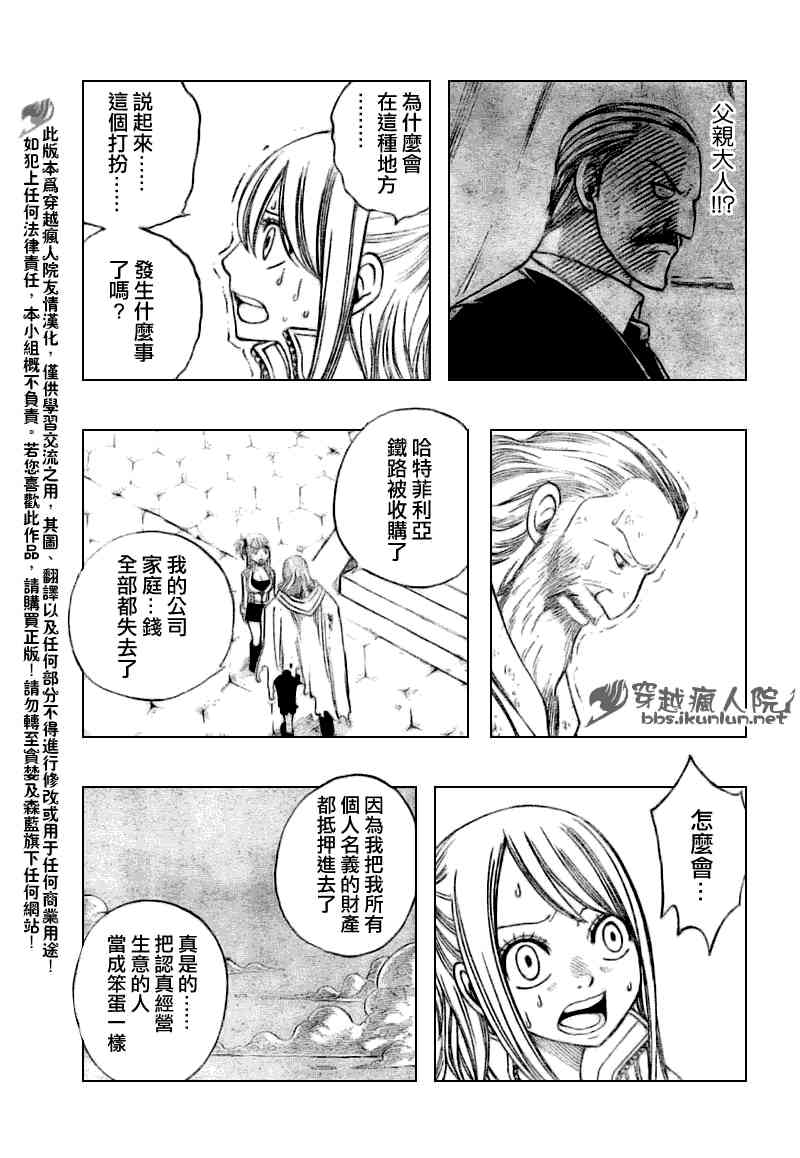 父親大人!!?
為什麼會
在這種地方
………
說起來……
這個打扮……
發生什麼事
了嗎？
哈特菲利亞
鐵路被收購了
我的公司
家庭…錢
全部都失去了
怎麼會…
因為我把我所有
個人名義的財產
都抵押進去了
真是的……
把認真經營
生意的人
當成笨蛋一樣
穿越瘋人院
bbs.ikunlun.net
此版本爲穿越瘋人院友情漢化，僅供學習交流之用，其圖、翻譯以及任何部分不得進行修改或用于任何商業用途！
如犯上任何法律責任，本小組概不負責。若您喜歡此作品，請購買正版！請勿轉至貪婪及森藍旗下任何網站！